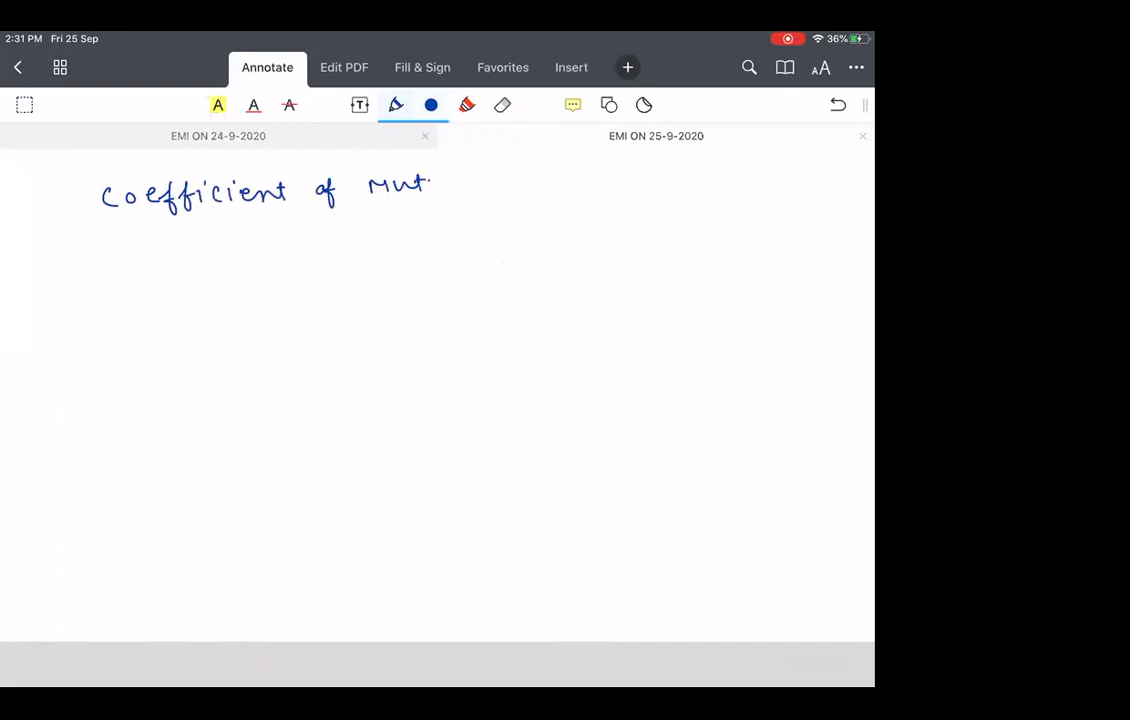 2:31 PM Fri 25 Sep 36%
Annotate Edit PDF Fill & Sign Favorites Insert
EMI ON 24-9-2020 EMI ON 25-9-2020
Coefficient of Mut